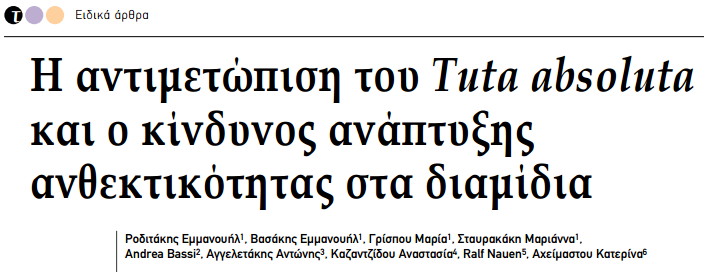 T Ειδικά άρθρα
Η αντιμετώπιση του Tuta absoluta
και ο κίνδυνος ανάπτυξης
ανθεκτικότητας στα διαμίδια
Ροδιτάκης Εμμανουήλ¹, Βασάκης Εμμανουήλ¹, Γρίσπου Μαρία¹, Σταυρακάκη Μαριάννα¹,
Andrea Bassi², Αγγελετάκης Αντώνης³, Καζαντζίδου Αναστασία⁴, Ralf Nauen⁵, Αχείμαστου Κατερίνα⁶